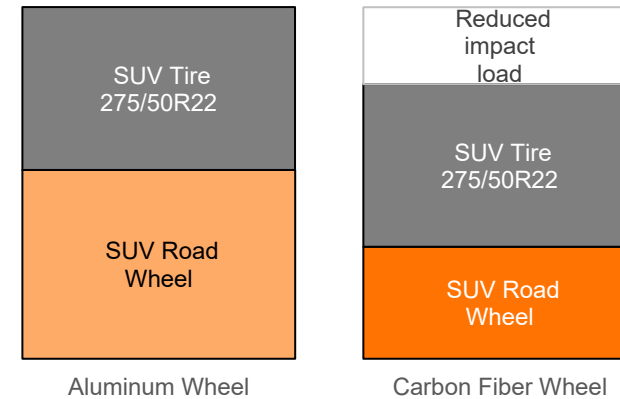 SUV Tire
275/50R22
SUV Road
Wheel
Aluminum Wheel
Reduced
impact
load
SUV Tire
275/50R22
SUV Road
Wheel
Carbon Fiber Wheel